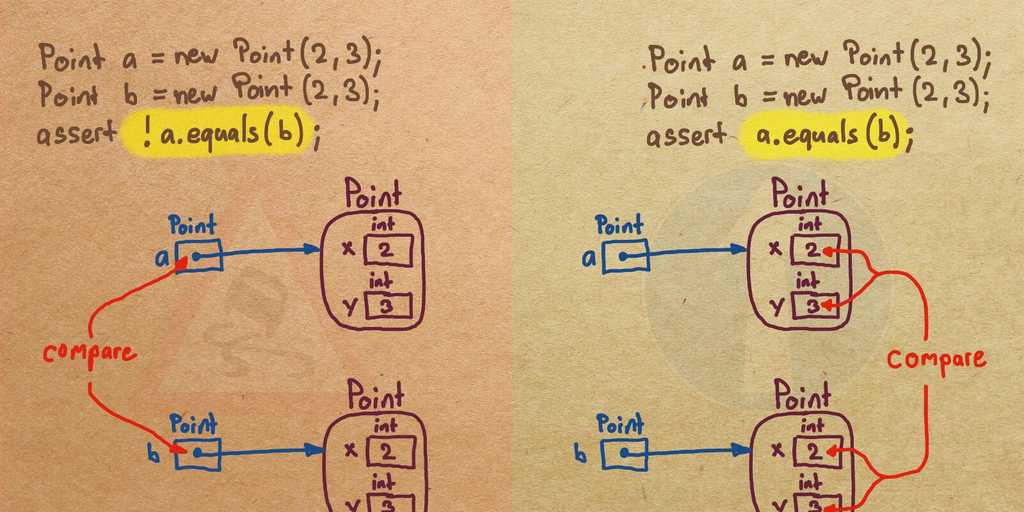 Point a = new Point(2,3);
Point b = new Point(2,3);
assert !a.equals(b);
Point
Point
int
a
x 2
int
y 3
compare
Point
Point
int
b
x 2
int
y 3
Point a = new Point(2,3);
Point b = new Point(2,3);
assert a.equals(b);
Point
Point
int
a
x 2
int
y 3
compare
Point
Point
int
b
x 2
int
y 3